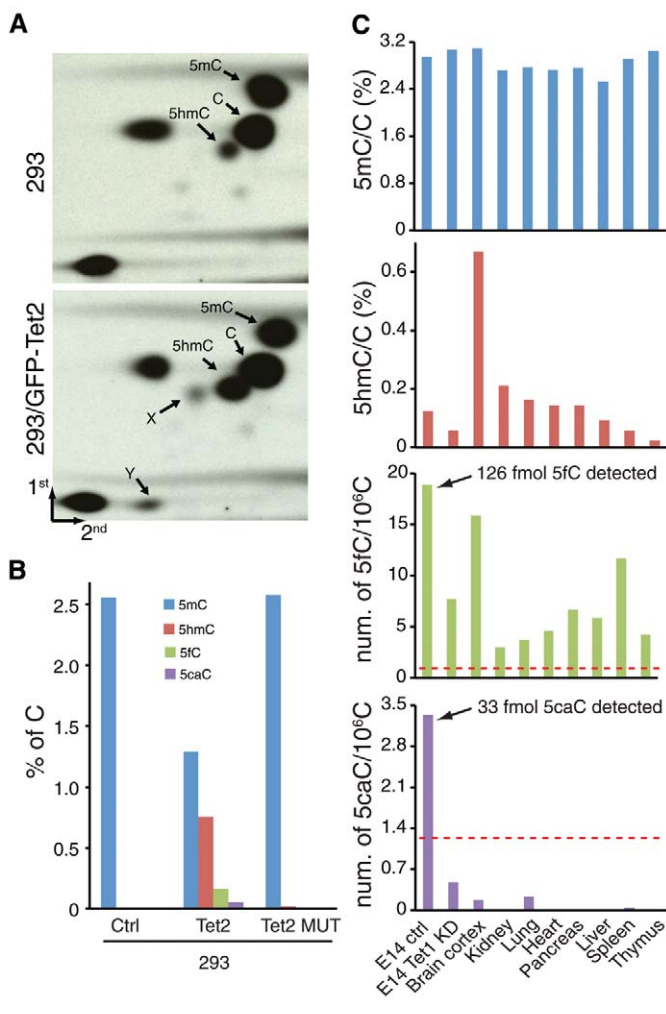 A
293
5mC
C
5hmC
293/GFP-Tet2
5mC
C
5hmC
X
Y
1st
2nd
B
% of C
2.5
2.0
1.5
1.0
0.5
0
5mC
5hmC
5fC
5caC
Ctrl
Tet2
Tet2 MUT
293
C
5mC/C (%)
3.2
2.4
1.6
0.8
0
5hmC/C (%)
0.6
0.4
0.2
0
num. of 5fC/10⁶C
20
15
10
5
0
126 fmol 5fC detected
num. of 5caC/10⁶C
3.5
2.8
2.1
1.4
0.7
0
33 fmol 5caC detected
E14 ctrl
E14 Tet1 KD
Brain cortex
Kidney
Lung
Heart
Pancreas
Liver
Spleen
Thymus